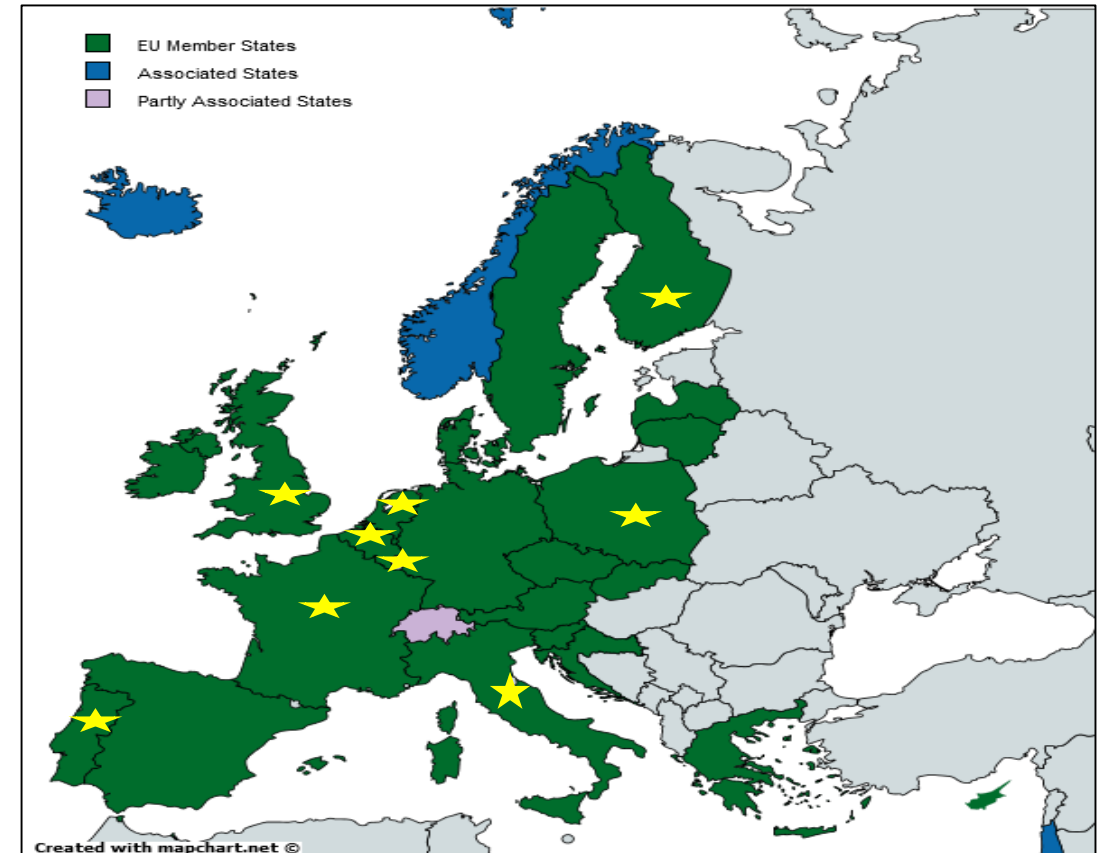 EU Member States
Associated States
Partly Associated States
Created with mapchart.net ©